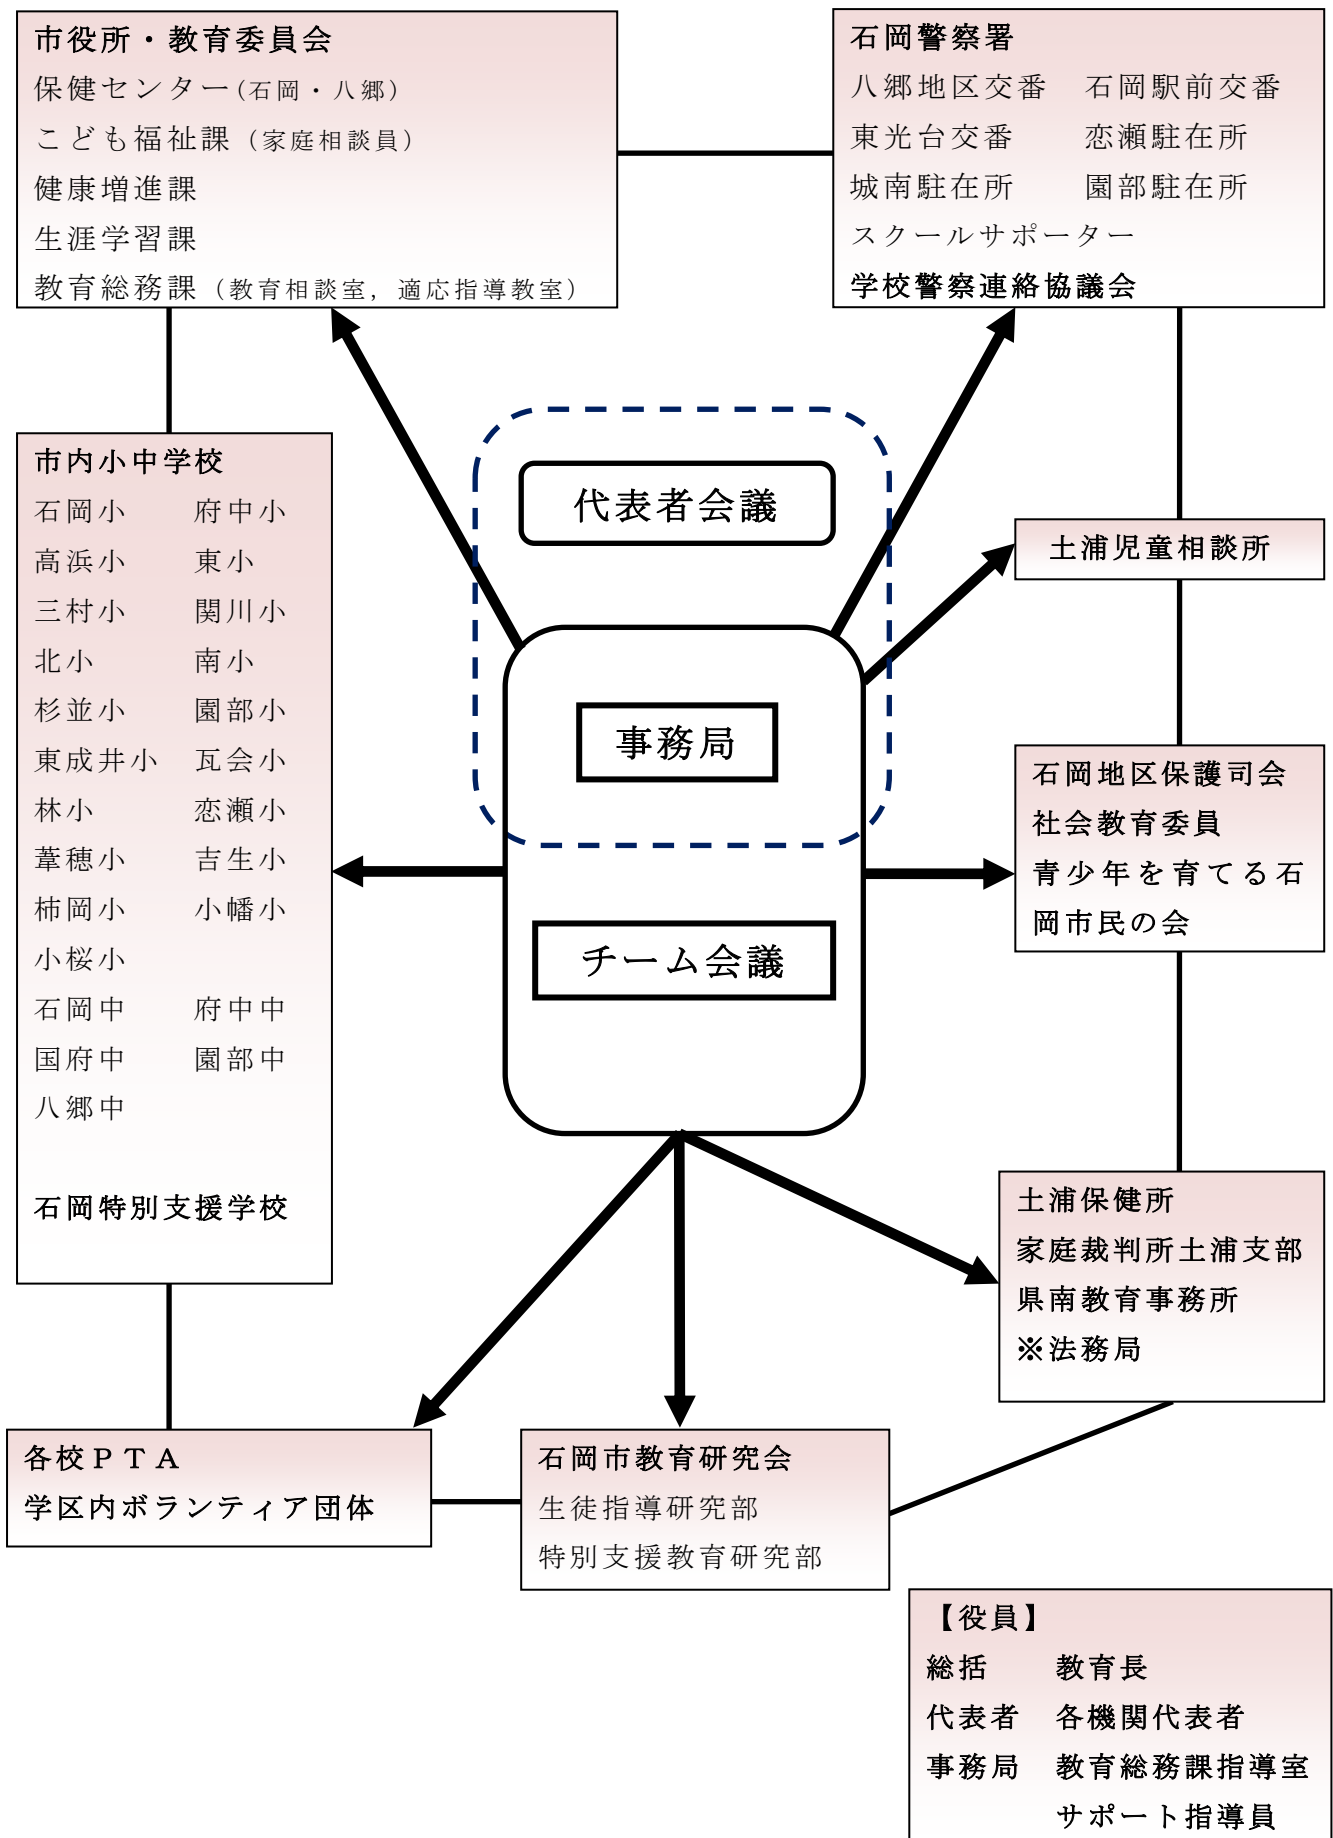 市役所・教育委員会
保健センター(石岡・八郷)
こども福祉課（家庭相談員）
健康増進課
生涯学習課
教育総務課（教育相談室，適応指導教室）
石岡警察署
八郷地区交番　石岡駅前交番
東光台交番　恋瀬駐在所
城南駐在所　園部駐在所
スクールサポーター
学校警察連絡協議会
代表者会議
事務局
チーム会議
市内小中学校
石岡小　府中小
高浜小　東小
三村小　関川小
北小　南小
杉並小　園部小
東成井小　瓦会小
林小　恋瀬小
葦穂小　吉生小
柿岡小　小幡小
小桜小
石岡中　府中中
国府中　園部中
八郷中
石岡特別支援学校
土浦児童相談所
石岡地区保護司会
社会教育委員
青少年を育てる石
岡市民の会
土浦保健所
家庭裁判所土浦支部
県南教育事務所
※法務局
各校ＰＴＡ
学区内ボランティア団体
石岡市教育研究会
生徒指導研究部
特別支援教育研究部
【役員】
総括　教育長
代表者　各機関代表者
事務局　教育総務課指導室
サポート指導員